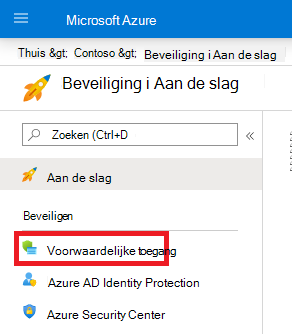 Microsoft Azure
Thuis &gt; Contoso &gt; Beveiliging i Aan de slag
Beveiliging i Aan de slag
Zoeken (Ctrl+D
Aan de slag
Beveiligen
Voorwaardelijke toegang
Azure AD Identity Protection
Azure Security Center